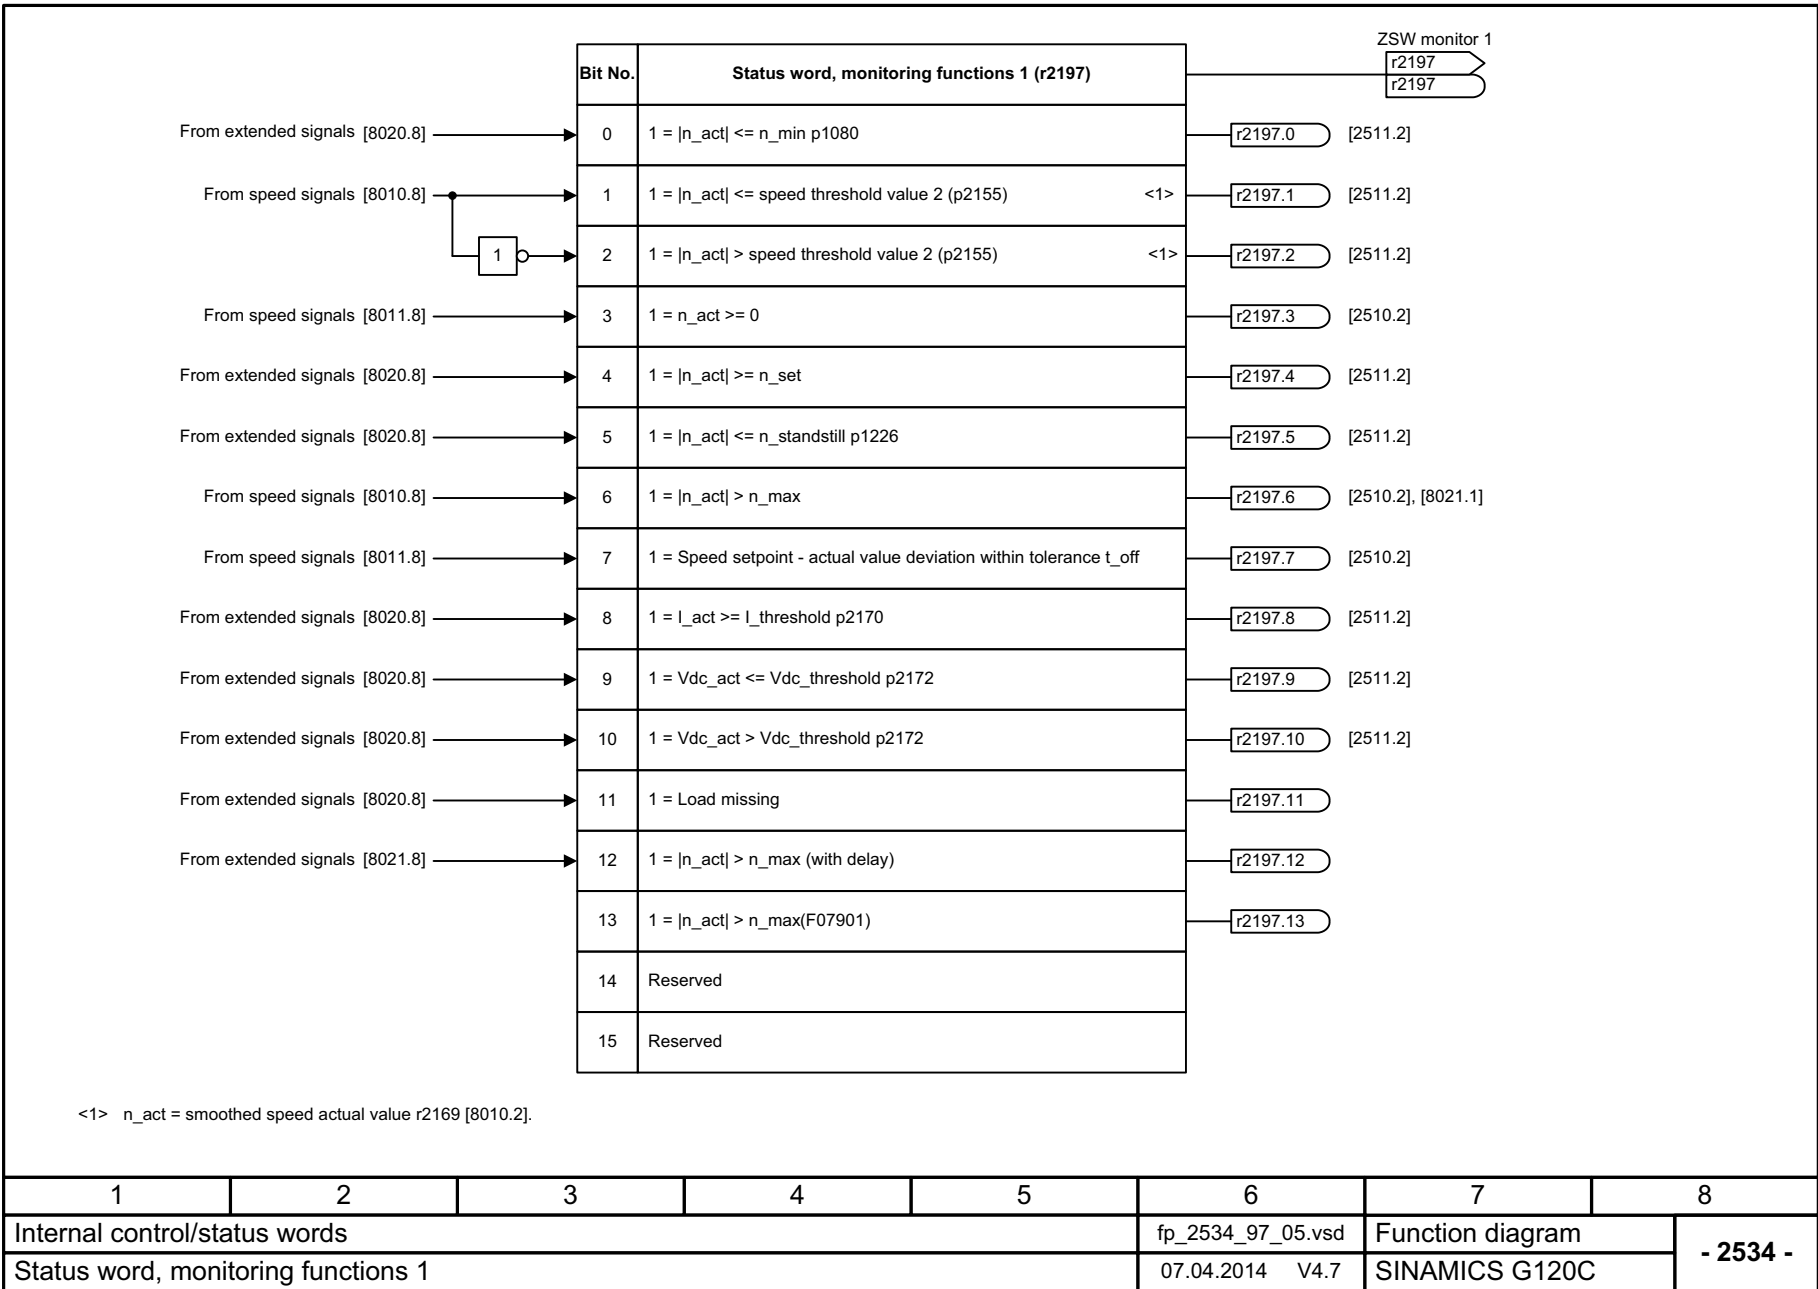 ZSW monitor 1
Bit No. Status word, monitoring functions 1 (r2197) r2197
r2197
From extended signals [8020.8] 0 1 = |n_act| <= n_min p1080 r2197.0 [2511.2]
From speed signals [8010.8] 1 1 = |n_act| <= speed threshold value 2 (p2155) <1> r2197.1 [2511.2]
1 2 1 = |n_act| > speed threshold value 2 (p2155) <1> r2197.2 [2511.2]
From speed signals [8011.8] 3 1 = n_act >= 0 r2197.3 [2510.2]
From extended signals [8020.8] 4 1 = |n_act| >= n_set r2197.4 [2511.2]
From extended signals [8020.8] 5 1 = |n_act| <= n_standstill p1226 r2197.5 [2511.2]
From speed signals [8010.8] 6 1 = |n_act| > n_max r2197.6 [2510.2], [8021.1]
From speed signals [8011.8] 7 1 = Speed setpoint - actual value deviation within tolerance t_off r2197.7 [2510.2]
From extended signals [8020.8] 8 1 = I_act >= I_threshold p2170 r2197.8 [2511.2]
From extended signals [8020.8] 9 1 = Vdc_act <= Vdc_threshold p2172 r2197.9 [2511.2]
From extended signals [8020.8] 10 1 = Vdc_act > Vdc_threshold p2172 r2197.10 [2511.2]
From extended signals [8020.8] 11 1 = Load missing r2197.11
From extended signals [8021.8] 12 1 = |n_act| > n_max (with delay) r2197.12
13 1 = |n_act| > n_max(F07901) r2197.13
14 Reserved
15 Reserved
<1> n_act = smoothed speed actual value r2169 [8010.2].
1 2 3 4 5 6 7 8
Internal control/status words fp_2534_97_05.vsd Function diagram - 2534 -
Status word, monitoring functions 1 07.04.2014 V4.7 SINAMICS G120C